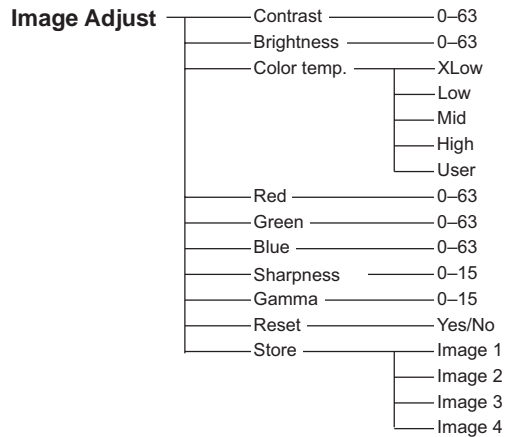 Image Adjust Contrast 0–63
Brightness 0–63
Color temp. XLow
Low
Mid
High
User
Red 0–63
Green 0–63
Blue 0–63
Sharpness 0–15
Gamma 0–15
Reset Yes/No
Store Image 1
Image 2
Image 3
Image 4